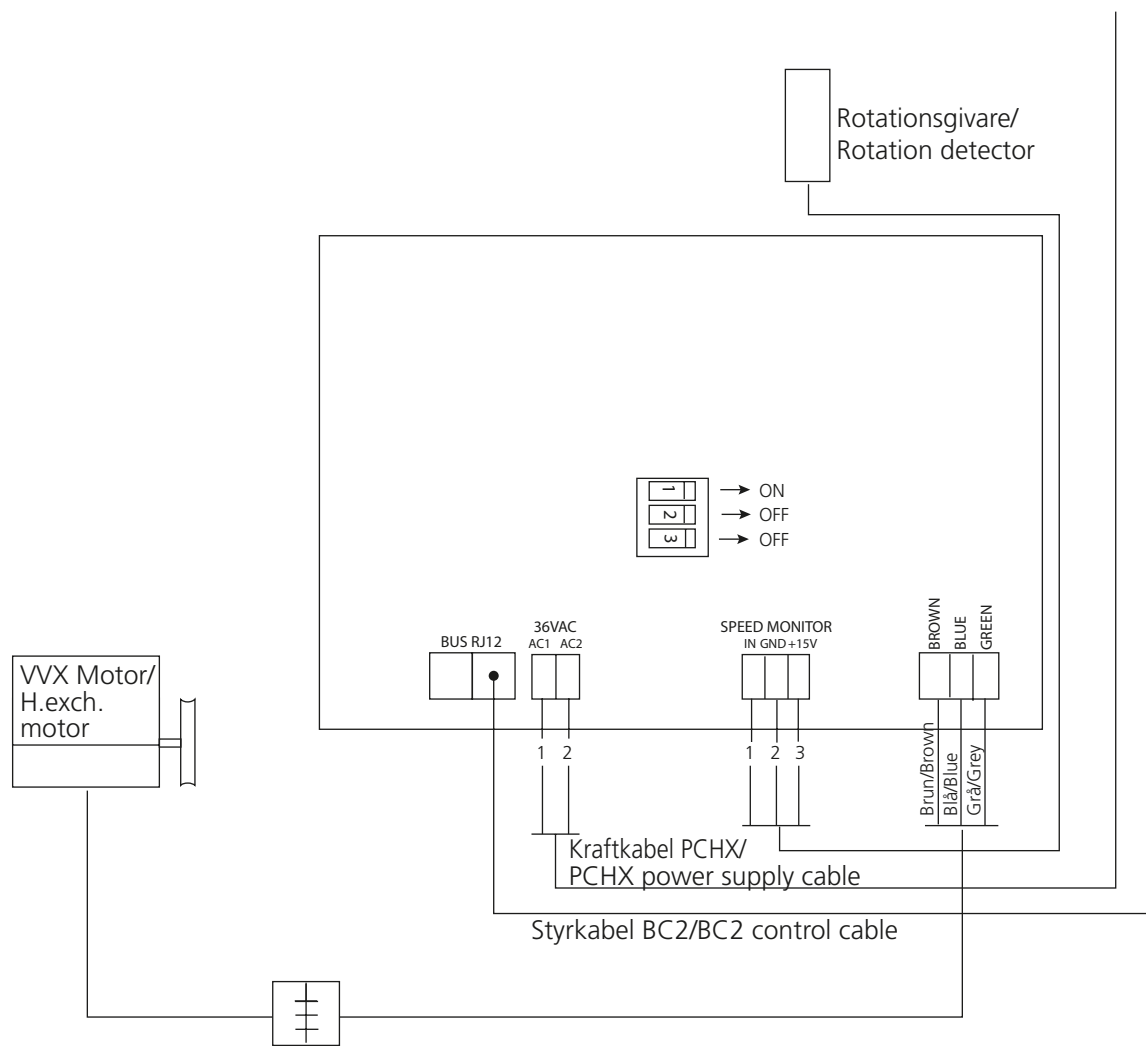 Rotationsgivare/
Rotation detector
1 ON
2 OFF
3 OFF
BUS RJ12
36VAC
AC1 AC2
SPEED MONITOR
IN GND +15V
BROWN
BLUE
GREEN
VVX Motor/
H.exch.
motor
1 2
1 2 3
Brun/Brown
Blå/Blue
Grå/Grey
Kraftkabel PCHX/
PCHX power supply cable
Styrkabel BC2/BC2 control cable